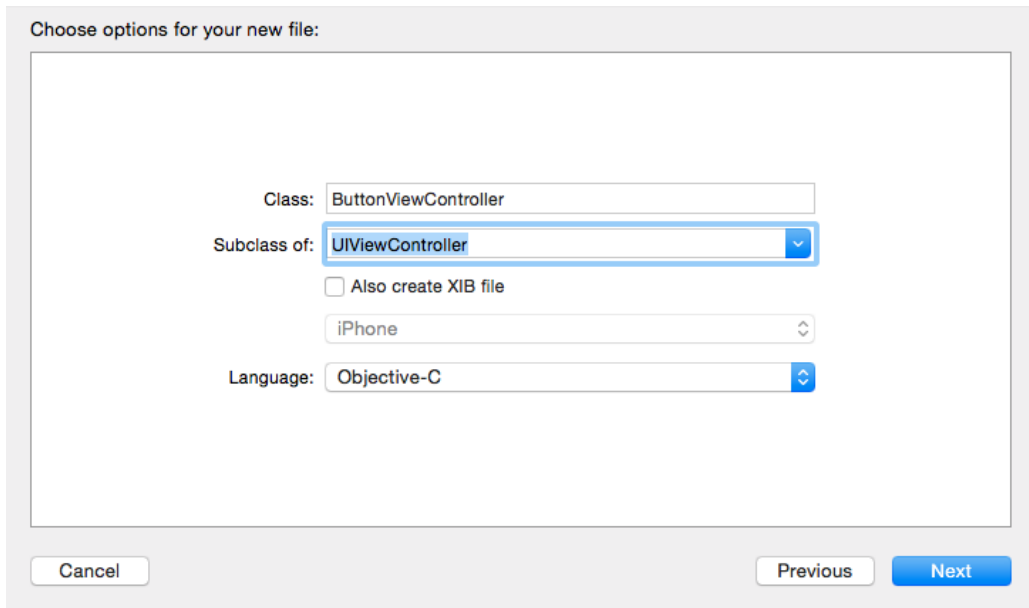 Choose options for your new file:
Class: ButtonViewController
Subclass of: UIViewController
Also create XIB file
iPhone
Language: Objective-C
Cancel Previous Next